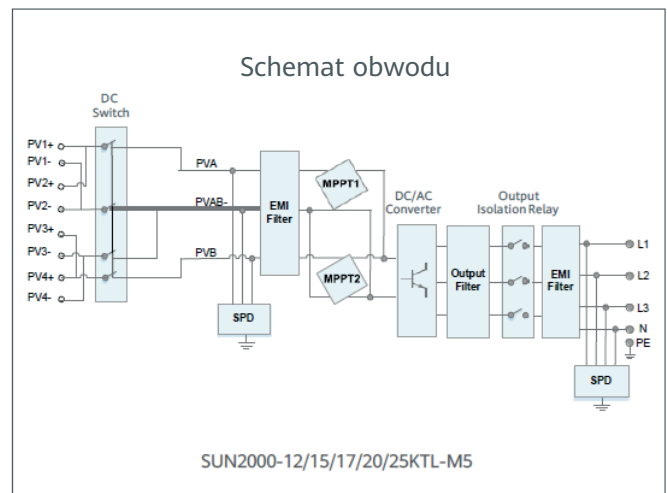 Schemat obwodu
DC
Switch
PV1+
PV1-
PV2+
PV2-
PV3+
PV3-
PV4+
PV4-
PVA
PVAB-
PVB
SPD
EMI
Filter
MPPT1
MPPT2
DC/AC
Converter
Output
Filter
Output
Isolation Relay
EMI
Filter
L1
L2
L3
N
PE
SPD
SUN2000-12/15/17/20/25KTL-M5